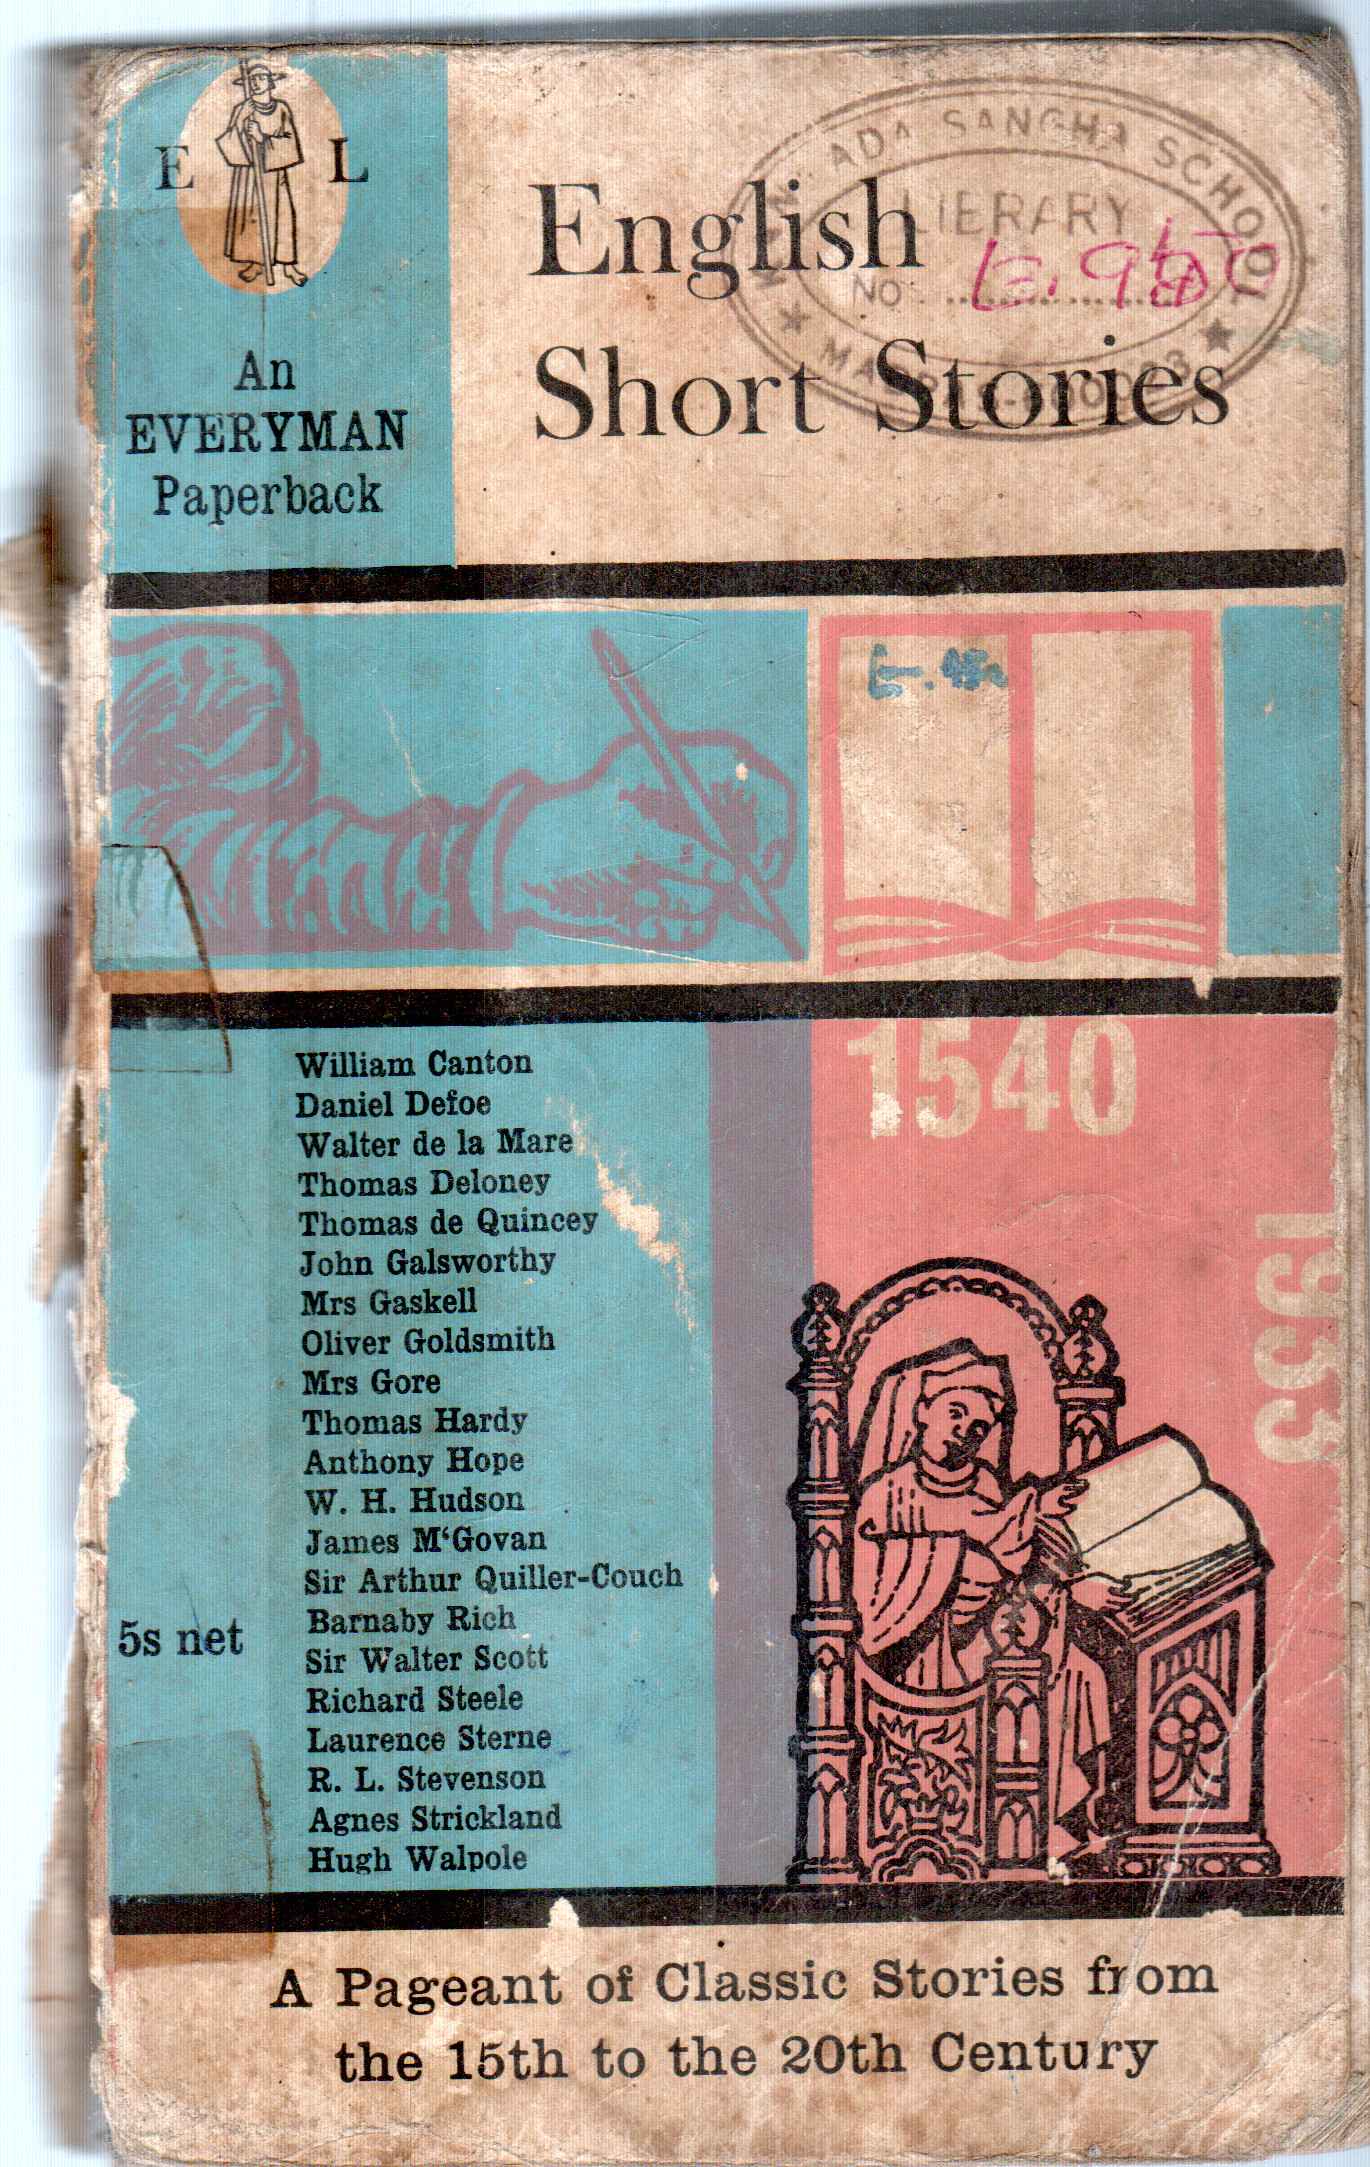 E L
An
EVERYMAN
Paperback
English
Short Stories
ADA SANGHA SCHOOL
LIBRARY
NO
William Canton
Daniel Defoe
Walter de la Mare
Thomas Deloney
Thomas de Quincey
John Galsworthy
Mrs Gaskell
Oliver Goldsmith
Mrs Gore
Thomas Hardy
Anthony Hope
W. H. Hudson
James M‘Govan
Sir Arthur Quiller-Couch
Barnaby Rich
Sir Walter Scott
Richard Steele
Laurence Sterne
R. L. Stevenson
Agnes Strickland
Hugh Walpole
5s net
1540
A Pageant of Classic Stories from
the 15th to the 20th Century